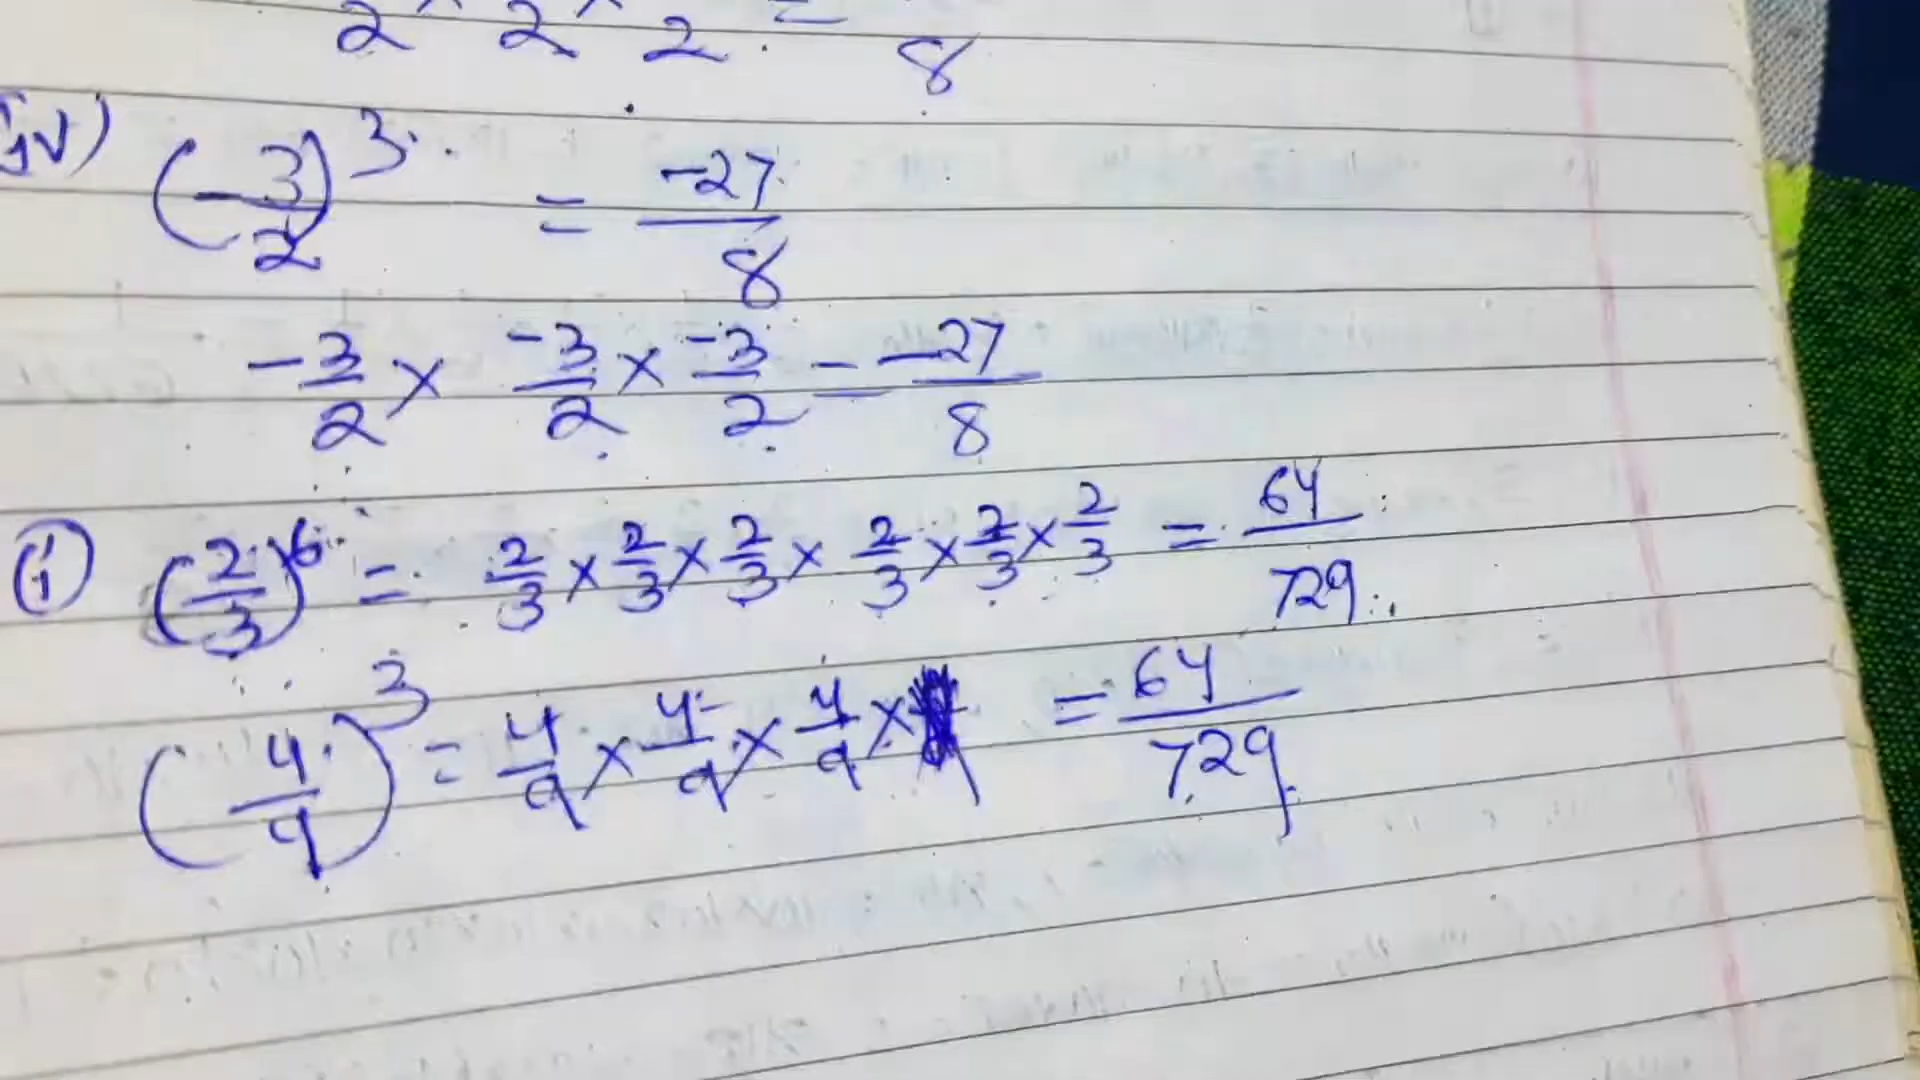 2 × 2 × 2 = 8
iv) (-3/2)^3 = -27/8
-3/2 × -3/2 × -3/2 = -27/8
(i) (2/3)^6 = 2/3 × 2/3 × 2/3 × 2/3 × 2/3 × 2/3 = 64/729
(4/9)^3 = 4/9 × 4/9 × 4/9 × = 64/729